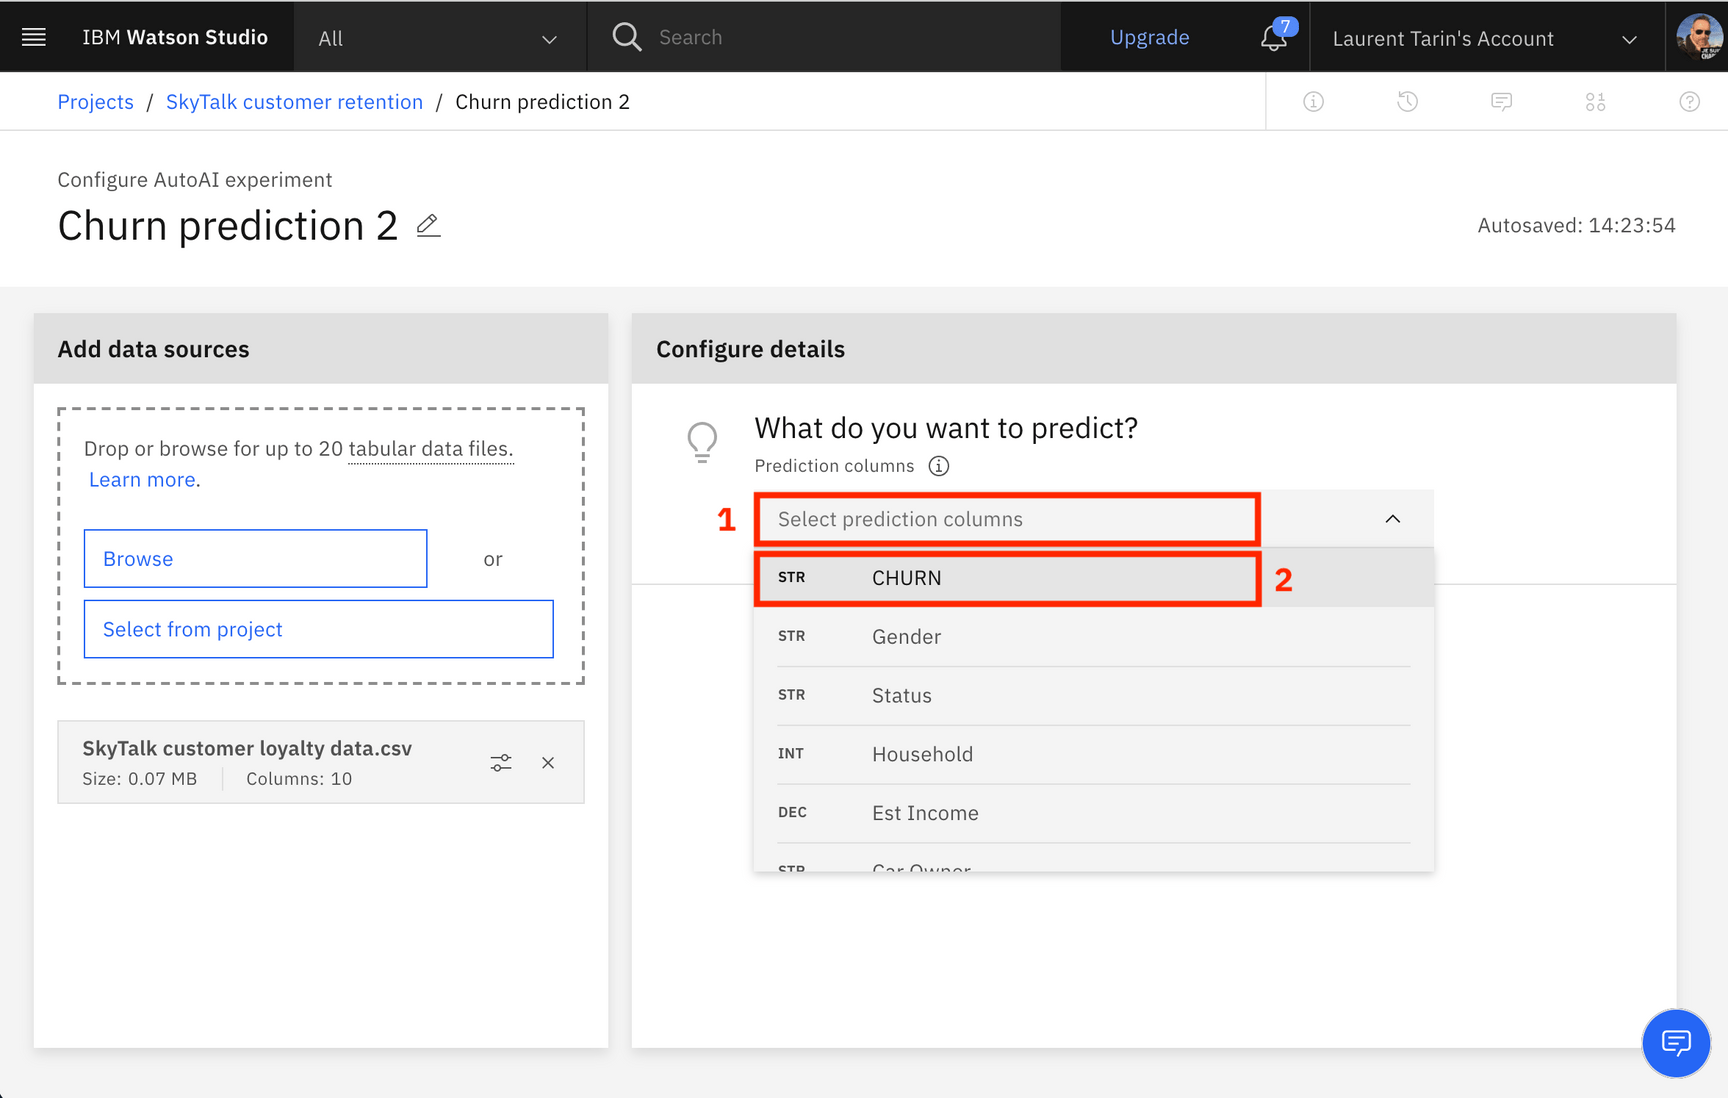 IBM Watson Studio
All
Search
Upgrade
7
Laurent Tarin's Account
Projects / SkyTalk customer retention / Churn prediction 2
Configure AutoAI experiment
Churn prediction 2
Autosaved: 14:23:54
Add data sources
Drop or browse for up to 20 tabular data files.
Learn more.
Browse
or
Select from project
SkyTalk customer loyalty data.csv
Size: 0.07 MB
Columns: 10
Configure details
What do you want to predict?
Prediction columns
1
Select prediction columns
STR CHURN
2
STR Gender
STR Status
INT Household
DEC Est Income
STR Car Owner